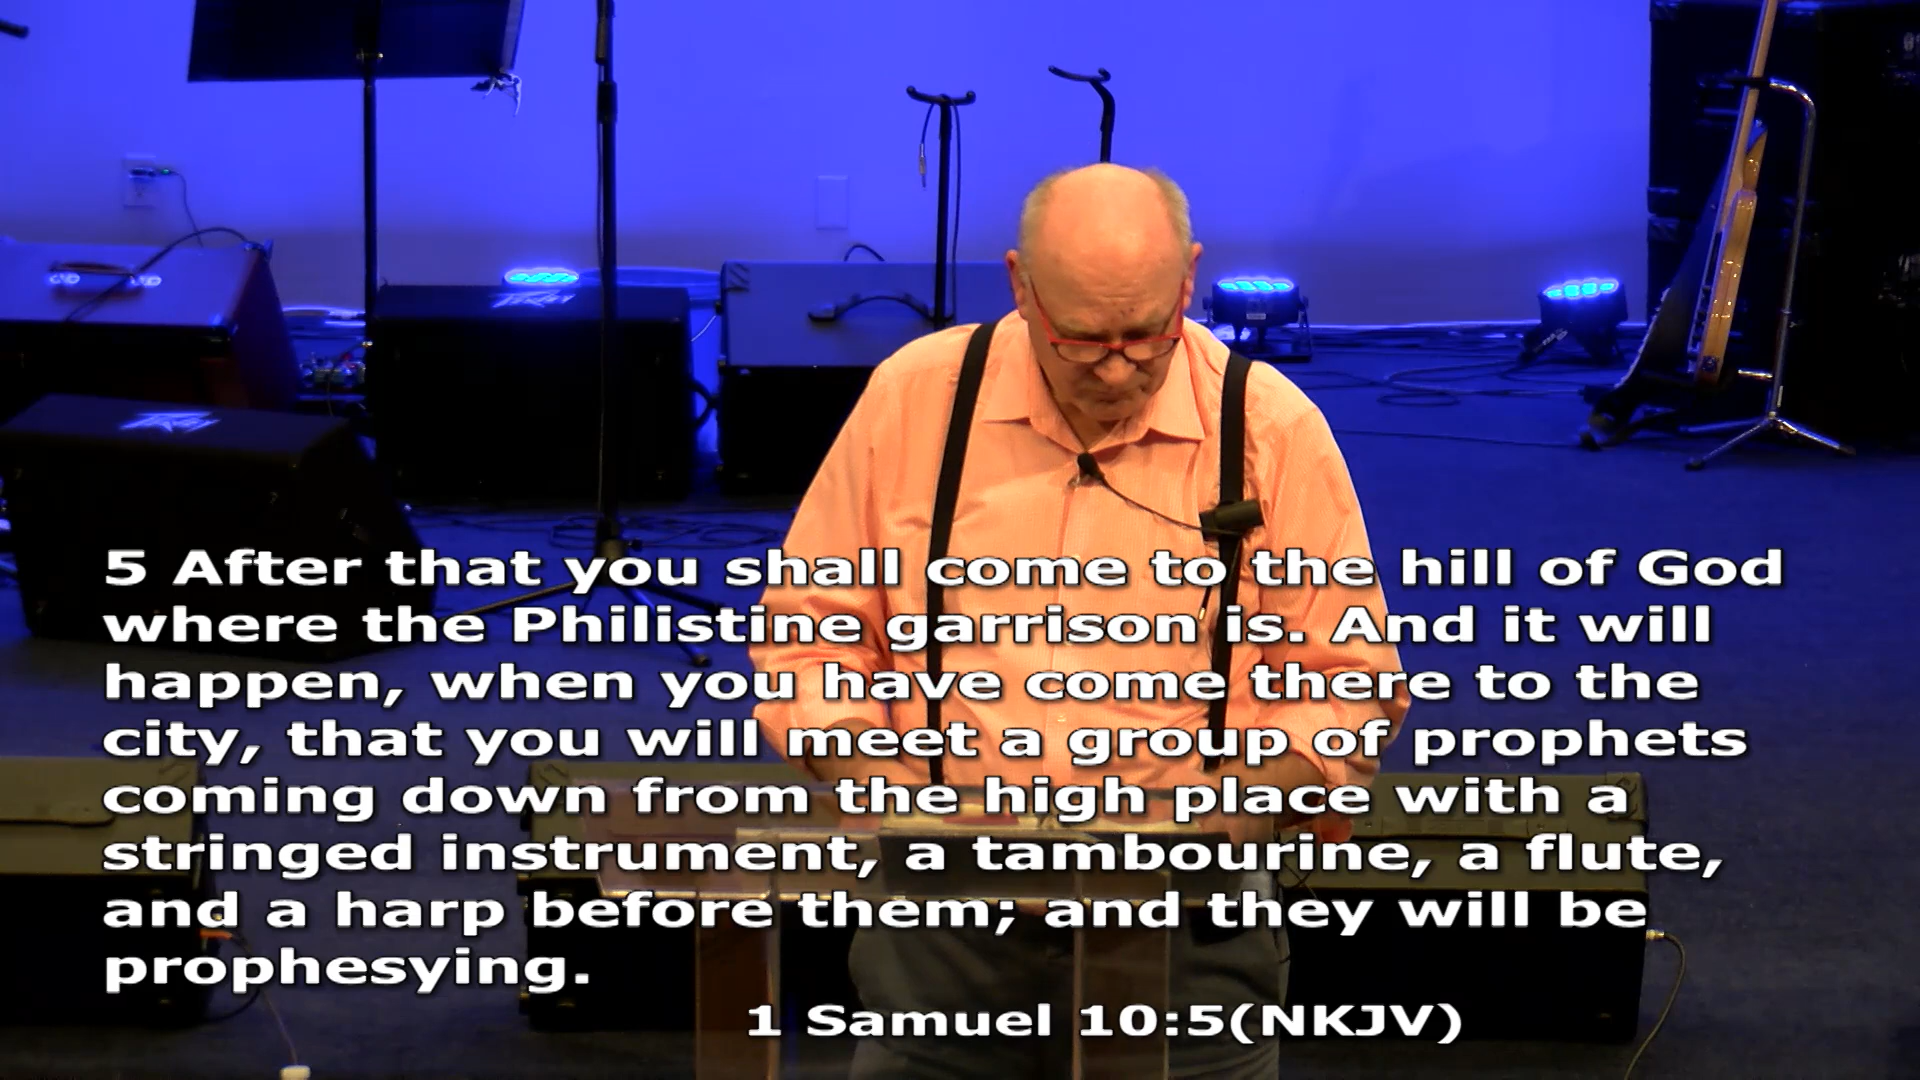 5 After that you shall come to the hill of God
where the Philistine garrison is. And it will
happen, when you have come there to the
city, that you will meet a group of prophets
coming down from the high place with a
stringed instrument, a tambourine, a flute,
and a harp before them; and they will be
prophesying.
1 Samuel 10:5(NKJV)